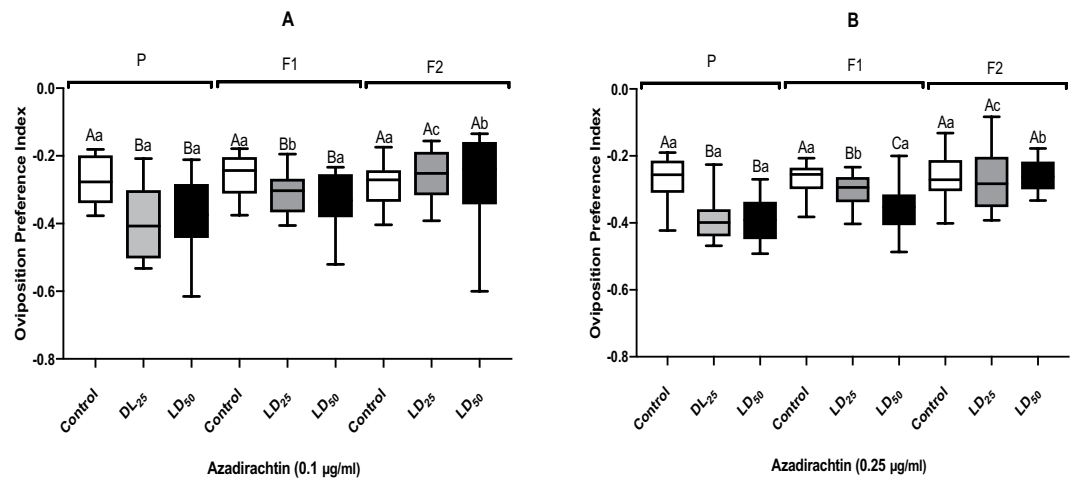 A
P F1 F2
Oviposition Preference Index
0.0
-0.2
-0.4
-0.6
-0.8
Aa Ba Ba Aa Bb Ba Aa Ac Ab
Control DL25 LD50 Control LD25 LD50 Control LD25 LD50
Azadirachtin (0.1 µg/ml)
B
P F1 F2
Oviposition Preference Index
0.0
-0.2
-0.4
-0.6
-0.8
Aa Ba Ba Aa Bb Ca Aa Ac Ab
Control DL25 LD50 Control LD25 LD50 Control LD25 LD50
Azadirachtin (0.25 µg/ml)